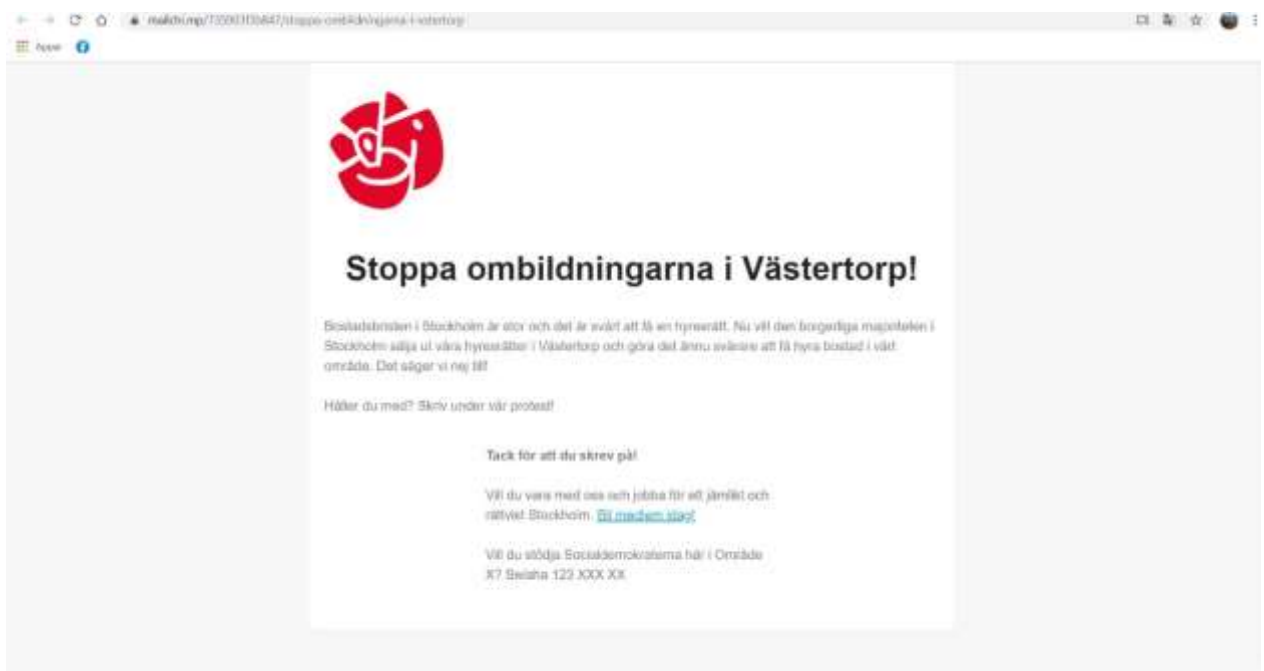 Appar
Stoppa ombildningarna i Västertorp!
Bostadsbristen i Stockholm är stor och det är svårt att få en hyresrätt. Nu vill den borgerliga majoriteten i
Stockholm sälja ut våra hyresrätter i Västertorp och göra det ännu svårare att få hyra bostad i vårt
område. Det säger vi nej till!
Håller du med? Skriv under vår protest!
Tack för att du skrev på!
Vill du vara med oss och jobba för ett jämlikt och
rättvist Stockholm. Bli medlem idag!
Vill du stödja Socialdemokraterna här i Område
X? Swisha 123 XXX XX